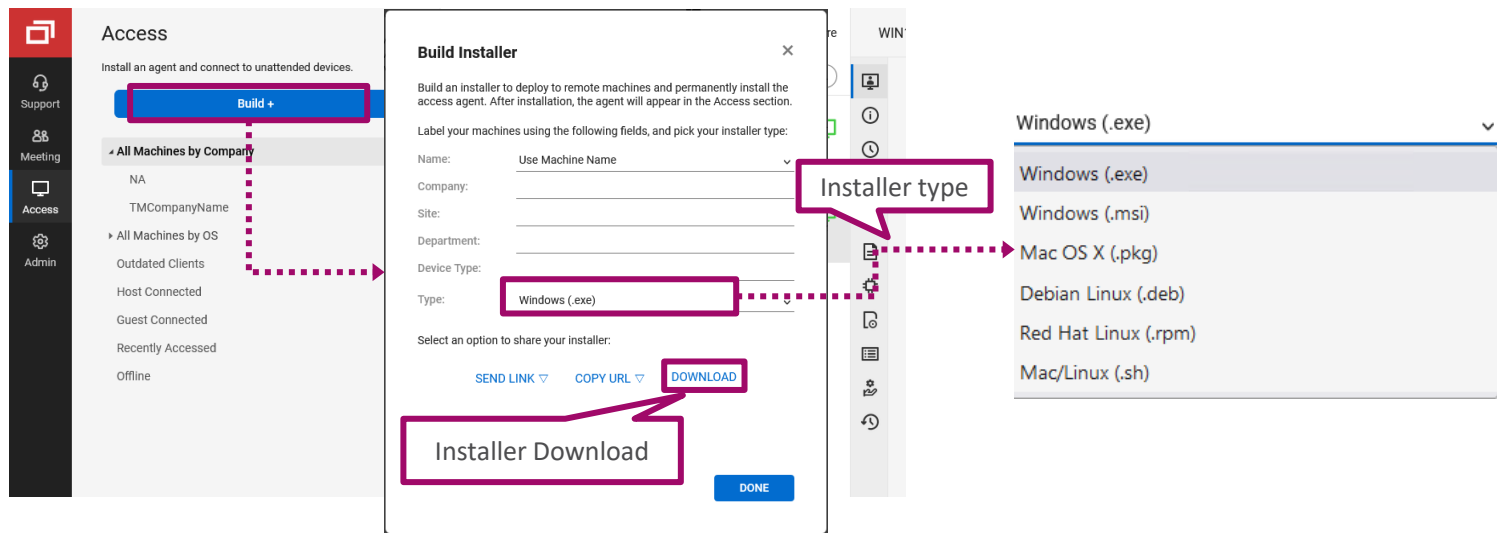 Support
Meeting
Access
Admin
Access
Install an agent and connect to unattended devices.
Build +
All Machines by Company
NA
TMCompanyName
All Machines by OS
Outdated Clients
Host Connected
Guest Connected
Recently Accessed
Offline
Build Installer
Build an installer to deploy to remote machines and permanently install the
access agent. After installation, the agent will appear in the Access section.
Label your machines using the following fields, and pick your installer type:
Name: Use Machine Name
Company:
Site:
Department:
Device Type:
Type: Windows (.exe)
Select an option to share your installer:
SEND LINK ▽ COPY URL ▽ DOWNLOAD
Installer Download
DONE
re
WIN1
Installer type
Windows (.exe)
Windows (.exe)
Windows (.msi)
Mac OS X (.pkg)
Debian Linux (.deb)
Red Hat Linux (.rpm)
Mac/Linux (.sh)